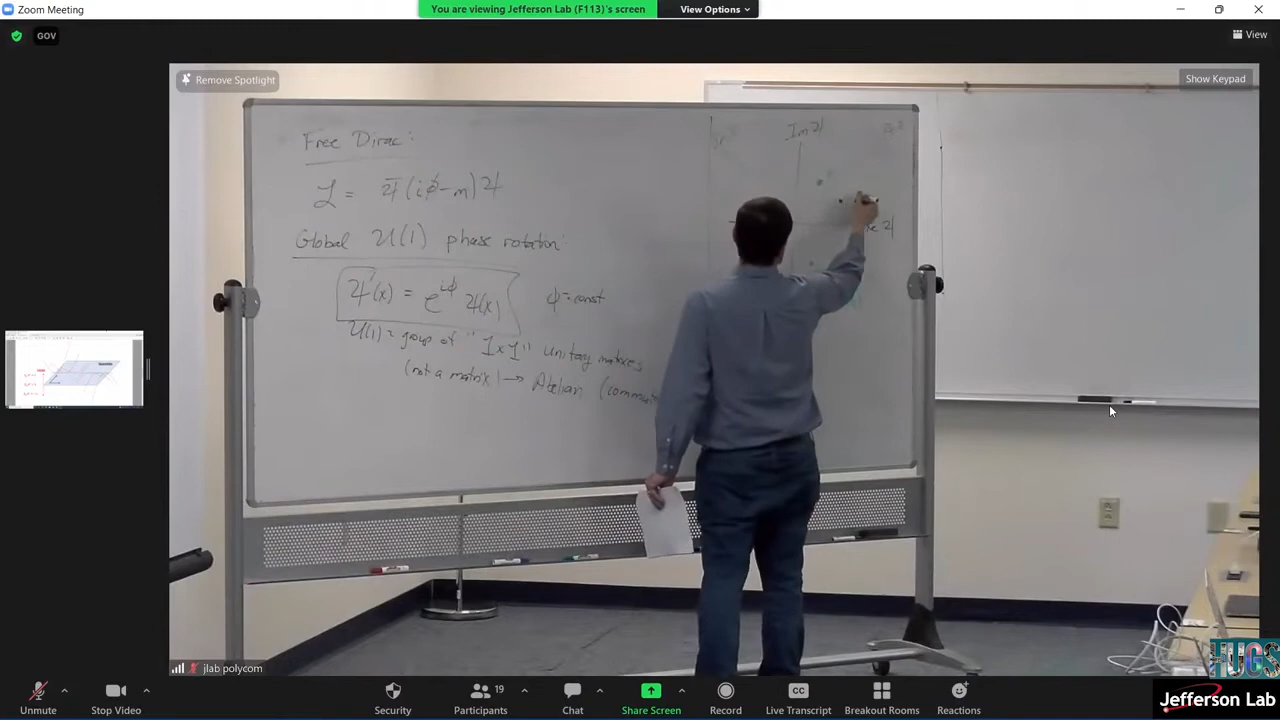 Zoom Meeting
You are viewing Jefferson Lab (F113)'s screen
View Options
GOV
View
Remove Spotlight
Show Keypad
Free Dirac:
ℒ = Ψ̄ (i∂̸ - m) Ψ
Global U(1) phase rotation:
Ψ'(x) = e^{iϕ} Ψ(x)
ϕ = const
U(1) = group of "1x1" unitary matrices
(not a matrix) → Abelian (commut
Im Ψ
Ψ
jlab polycom
HUGS
Jefferson Lab
Unmute
Stop Video
Security
Participants
19
Chat
Share Screen
Record
CC
Live Transcript
Breakout Rooms
Reactions